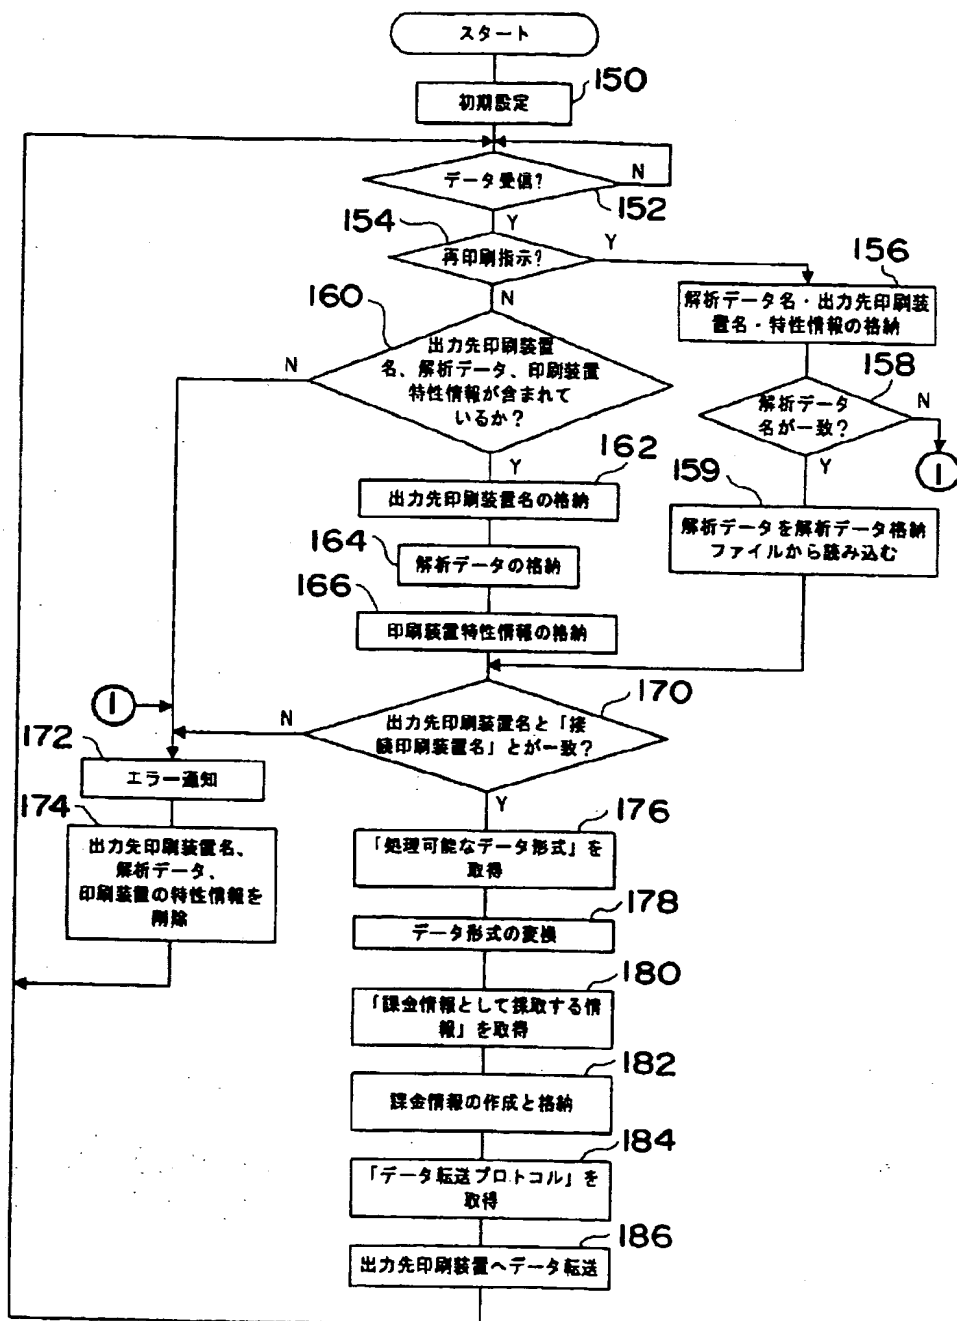 スタート
150
初期設定
データ受信?
N
152
Y
154
再印刷指示?
Y
N
156
解析データ名・出力先印刷装
置名・特性情報の格納
158
解析データ
名が一致?
N
1
Y
159
解析データを解析データ格納
ファイルから読み込む
160
出力先印刷装置
名、解析データ、印刷装置
特性情報が含まれて
いるか?
N
Y
162
出力先印刷装置名の格納
164
解析データの格納
166
印刷装置特性情報の格納
170
出力先印刷装置名と「接
続印刷装置名」とが一致?
N
1
Y
172
エラー通知
174
出力先印刷装置名、
解析データ、
印刷装置の特性情報を
削除
176
「処理可能なデータ形式」を
取得
178
データ形式の変換
180
「課金情報として採取する情
報」を取得
182
課金情報の作成と格納
184
「データ転送プロトコル」を
取得
186
出力先印刷装置へデータ転送